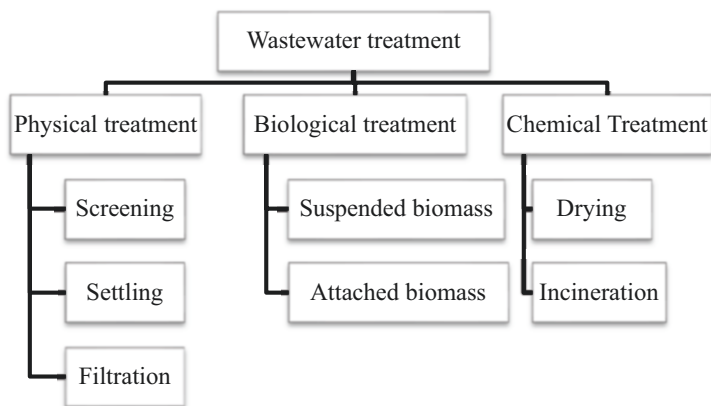 Wastewater treatment
Physical treatment
Biological treatment
Chemical Treatment
Screening
Suspended biomass
Drying
Settling
Attached biomass
Incineration
Filtration